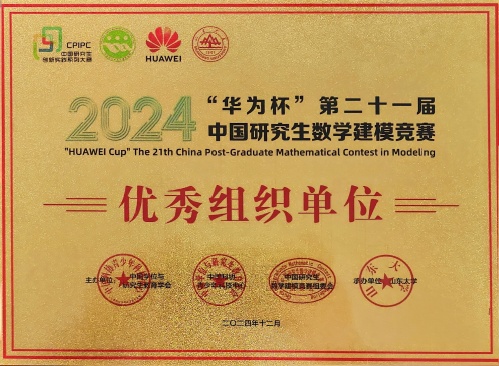 CPIPC
中国研究生
创新实践系列大赛
HUAWEI
2024
“华为杯”第二十一届
中国研究生数学建模竞赛
"HUAWEI Cup" The 21th China Post-Graduate Mathematical Contest in Modeling
优秀组织单位
主办单位：中国学位与
研究生教育学会
中国科协
青少年科技中心
中国研究生
数学建模竞赛组委会
承办单位：山东大学
二〇二四年十二月